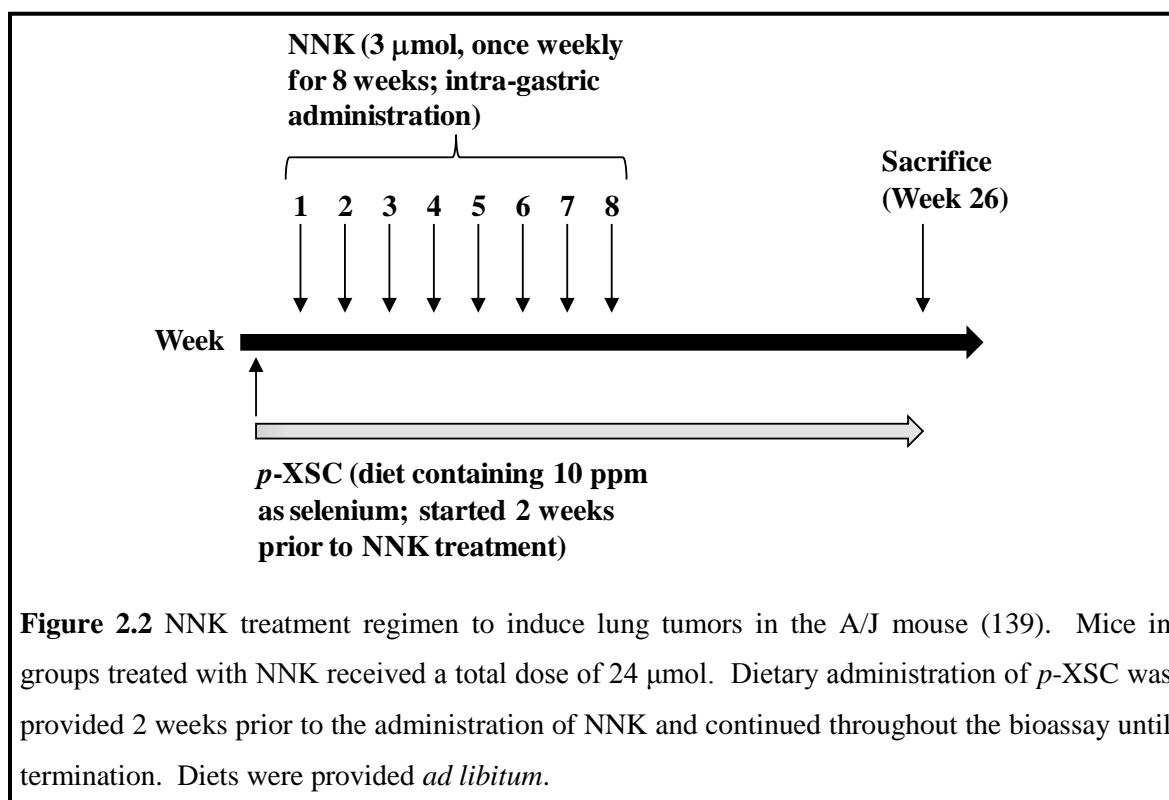 NNK (3 μmol, once weekly
for 8 weeks; intra-gastric
administration)
Sacrifice
(Week 26)
1 2 3 4 5 6 7 8
Week
p-XSC (diet containing 10 ppm
as selenium; started 2 weeks
prior to NNK treatment)
Figure 2.2 NNK treatment regimen to induce lung tumors in the A/J mouse (139). Mice in
groups treated with NNK received a total dose of 24 μmol. Dietary administration of p-XSC was
provided 2 weeks prior to the administration of NNK and continued throughout the bioassay until
termination. Diets were provided ad libitum.